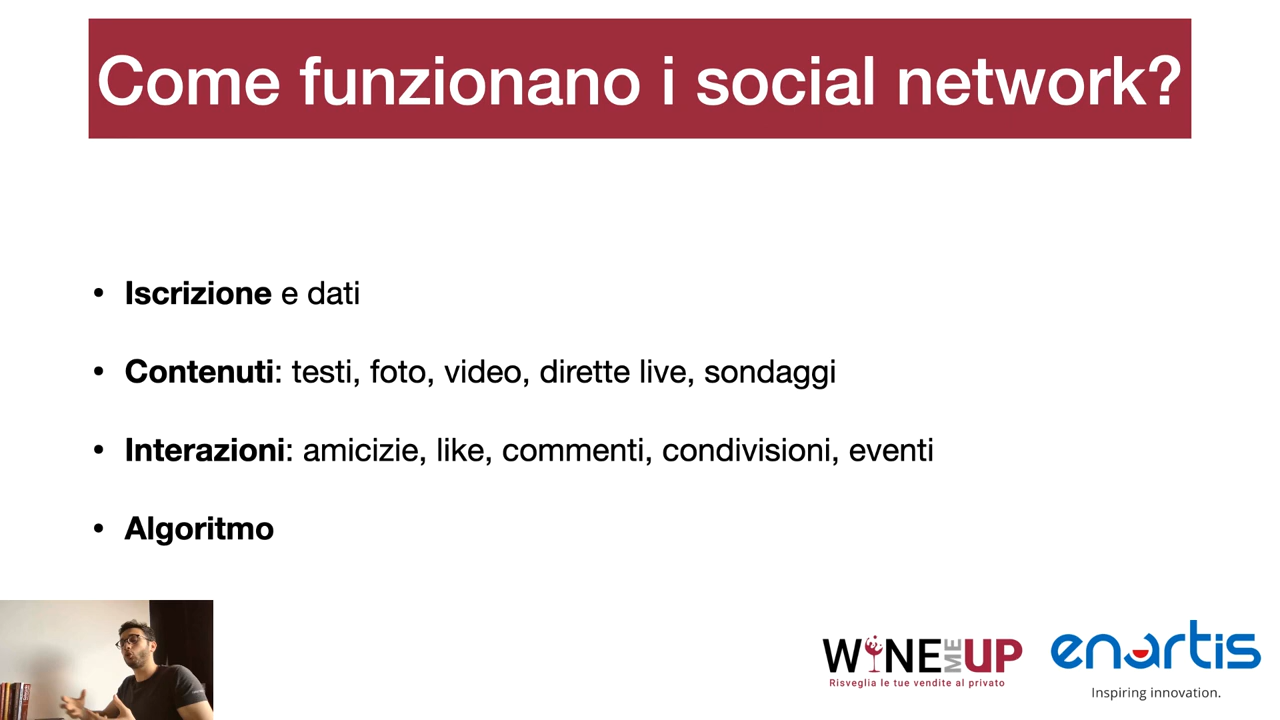 Come funzionano i social network?
• Iscrizione e dati
• Contenuti: testi, foto, video, dirette live, sondaggi
• Interazioni: amicizie, like, commenti, condivisioni, eventi
• Algoritmo
WINE ME UP
Risveglia le tue vendite al privato
enartis
Inspiring innovation.